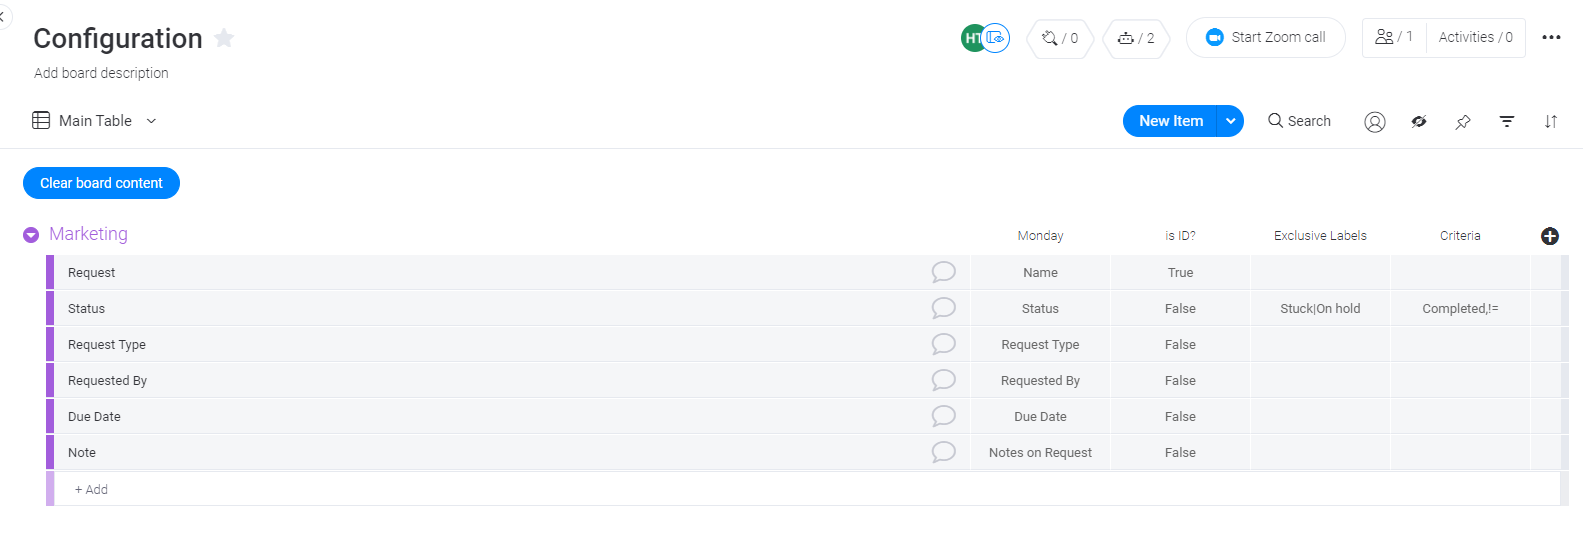 Configuration
HT
/ 0
/ 2
Start Zoom call
/ 1
Activities / 0
Add board description
Main Table
New Item
Search
Clear board content
Marketing
Monday
is ID?
Exclusive Labels
Criteria
Request
Name
True
Status
Status
False
Stuck|On hold
Completed,!=
Request Type
Request Type
False
Requested By
Requested By
False
Due Date
Due Date
False
Note
Notes on Request
False
+ Add